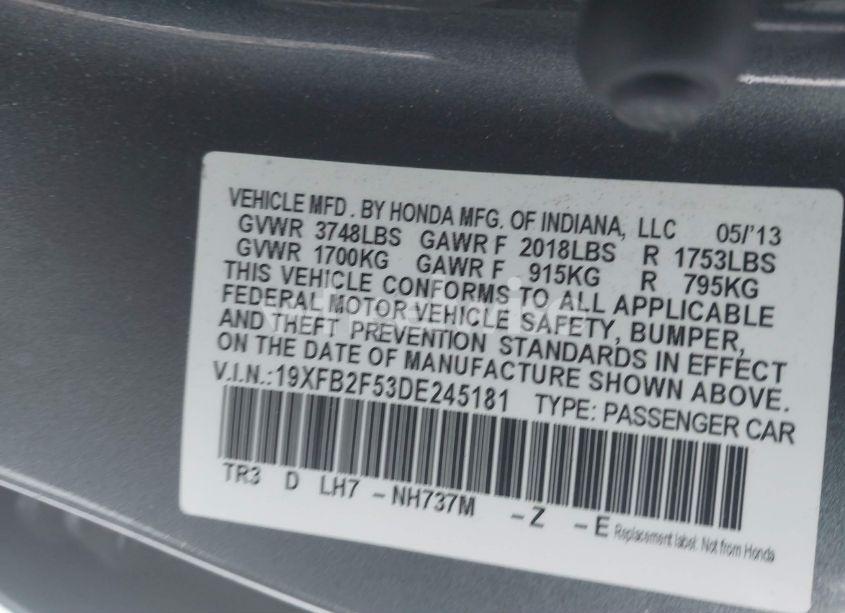 VEHICLE MFD. BY HONDA MFG. OF INDIANA, LLC 05/'13
GVWR 3748LBS GAWR F 2018LBS R 1753LBS
GVWR 1700KG GAWR F 915KG R 795KG
THIS VEHICLE CONFORMS TO ALL APPLICABLE
FEDERAL MOTOR VEHICLE SAFETY, BUMPER,
AND THEFT PREVENTION STANDARDS IN EFFECT
ON THE DATE OF MANUFACTURE SHOWN ABOVE.
V.I.N.:19XFB2F53DE245181 TYPE: PASSENGER CAR
TR3 D LH7 -NH737M -Z -E Replacement label. Not from Honda